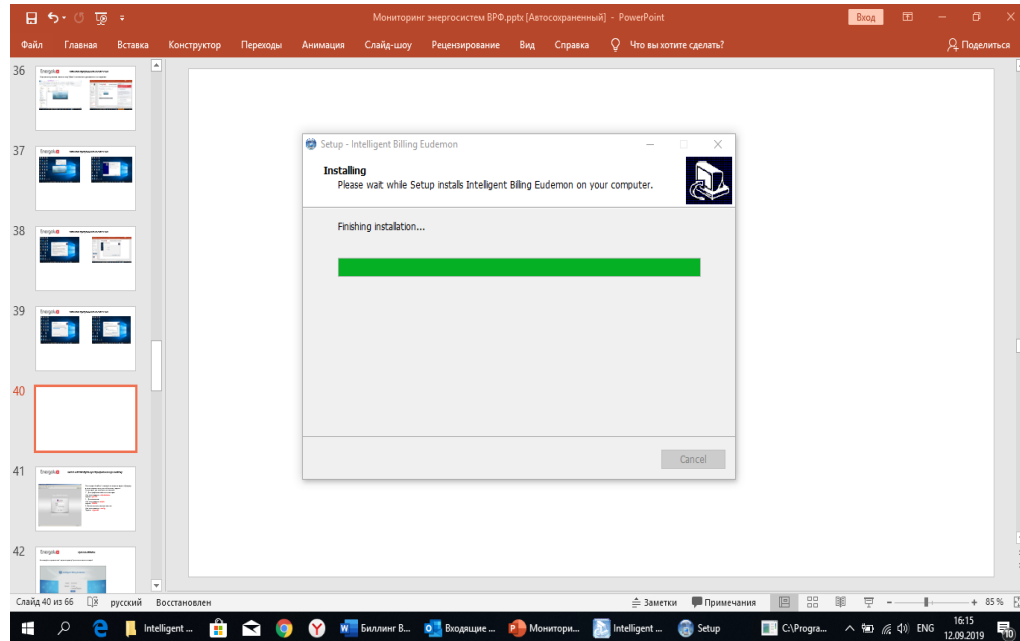 Мониторинг энергосистем ВРФ.pptx [Автосохраненный] - PowerPoint
Вход
Файл Главная Вставка Конструктор Переходы Анимация Слайд-шоу Рецензирование Вид Справка Что вы хотите сделать? Поделиться
36
37
38
39
40
41
42
Setup - Intelligent Billing Eudemon
Installing
Please wait while Setup installs Intelligent Billing Eudemon on your computer.
Finishing installation...
Cancel
Слайд 40 из 66 русский Восстановлен Заметки Примечания 85 %
Intelligent ... Биллинг В... Входящие ... Монитори... Intelligent ... Setup C:\Progra... ENG 16:15
12.09.2019